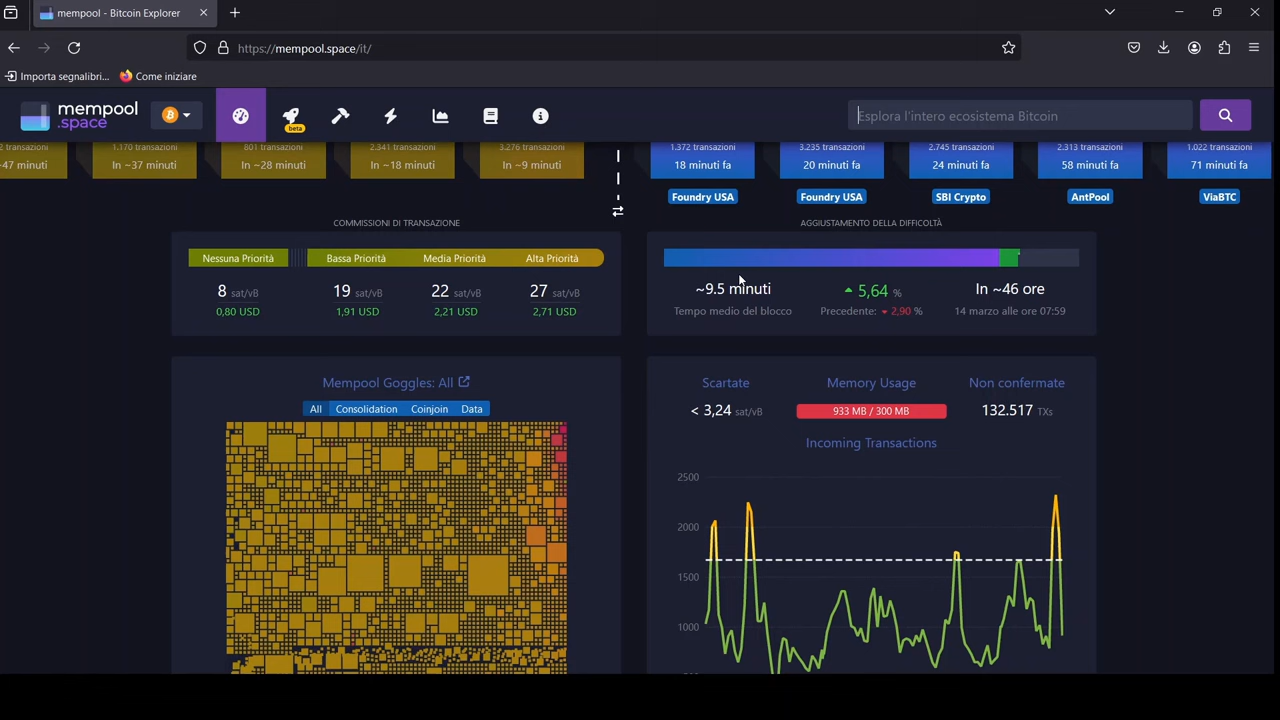 mempool - Bitcoin Explorer
https://mempool.space/it/
Importa segnalibri... Come iniziare
mempool
.space
beta
Esplora l'intero ecosistema Bitcoin
transazioni
1.170 transazioni
801 transazioni
2.341 transazioni
3.276 transazioni
1.372 transazioni
3.235 transazioni
2.745 transazioni
2.313 transazioni
1.022 transazioni
~47 minuti
In ~37 minuti
In ~28 minuti
In ~18 minuti
In ~9 minuti
18 minuti fa
20 minuti fa
24 minuti fa
58 minuti fa
71 minuti fa
Foundry USA
Foundry USA
SBI Crypto
AntPool
ViaBTC
COMMISSIONI DI TRANSAZIONE
Nessuna Priorità
Bassa Priorità
Media Priorità
Alta Priorità
8 sat/vB
19 sat/vB
22 sat/vB
27 sat/vB
0,80 USD
1,91 USD
2,21 USD
2,71 USD
AGGIUSTAMENTO DELLA DIFFICOLTÀ
~9.5 minuti
5,64 %
In ~46 ore
Tempo medio del blocco
Precedente: 2,90 %
14 marzo alle ore 07:59
Mempool Goggles: All
All
Consolidation
Coinjoin
Data
Scartate
Memory Usage
Non confermate
< 3,24 sat/vB
933 MB / 300 MB
132.517 TXs
Incoming Transactions
2500
2000
1500
1000